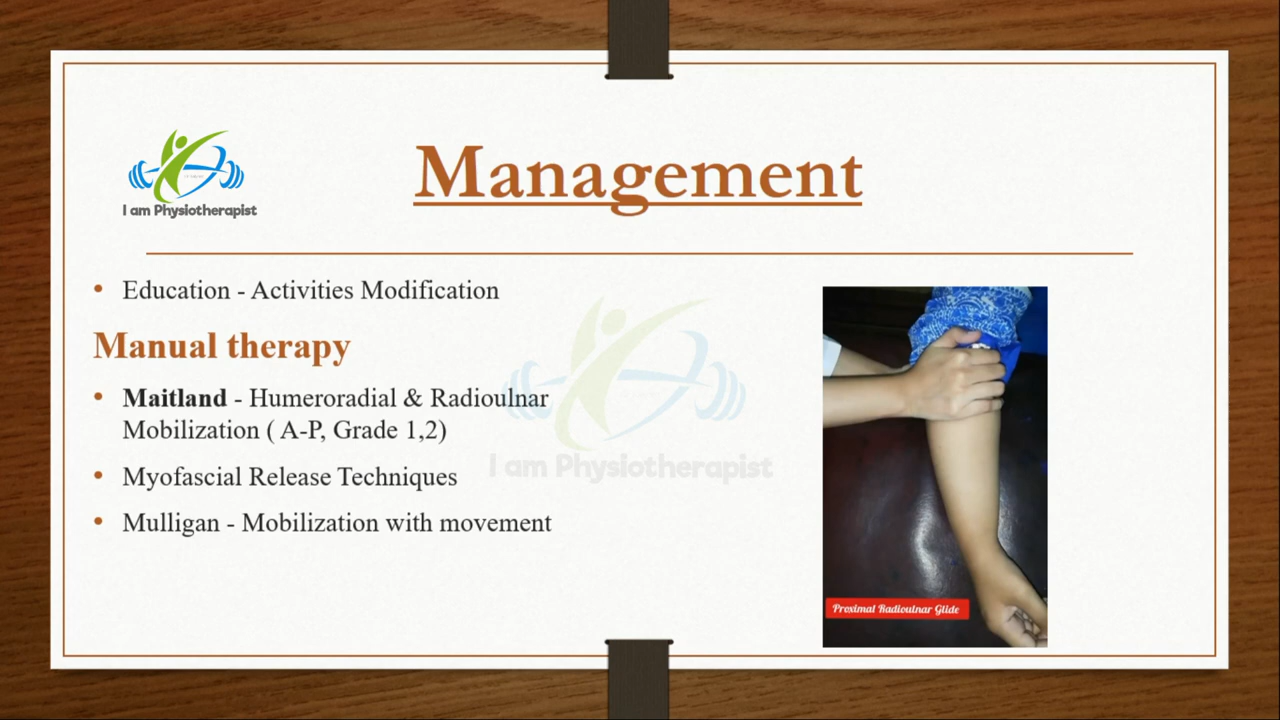 I am Physiotherapist
Management
Education - Activities Modification
Manual therapy
Maitland - Humeroradial & Radioulnar
Mobilization ( A-P, Grade 1,2)
Myofascial Release Techniques
Mulligan - Mobilization with movement
I am Physiotherapist
Proximal Radioulnar Glide